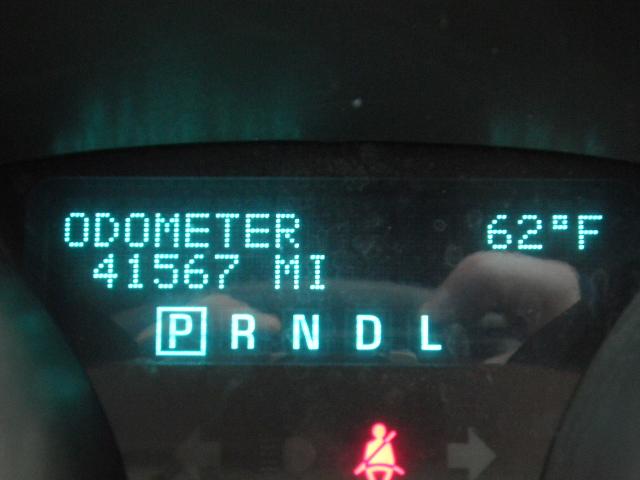 ODOMETER 62°F
41567 MI
P R N D L